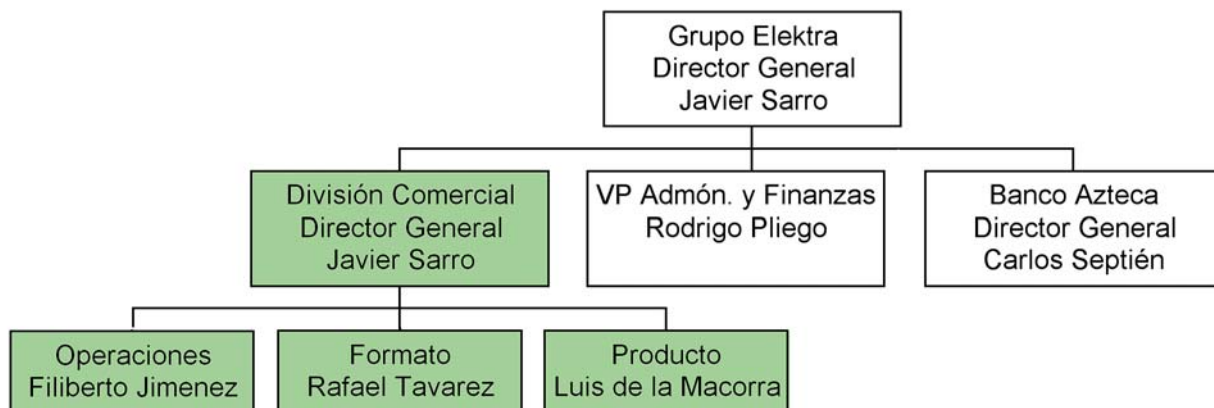 Grupo Elektra
Director General
Javier Sarro
División Comercial
Director General
Javier Sarro
VP Admón. y Finanzas
Rodrigo Pliego
Banco Azteca
Director General
Carlos Septién
Operaciones
Filiberto Jimenez
Formato
Rafael Tavarez
Producto
Luis de la Macorra